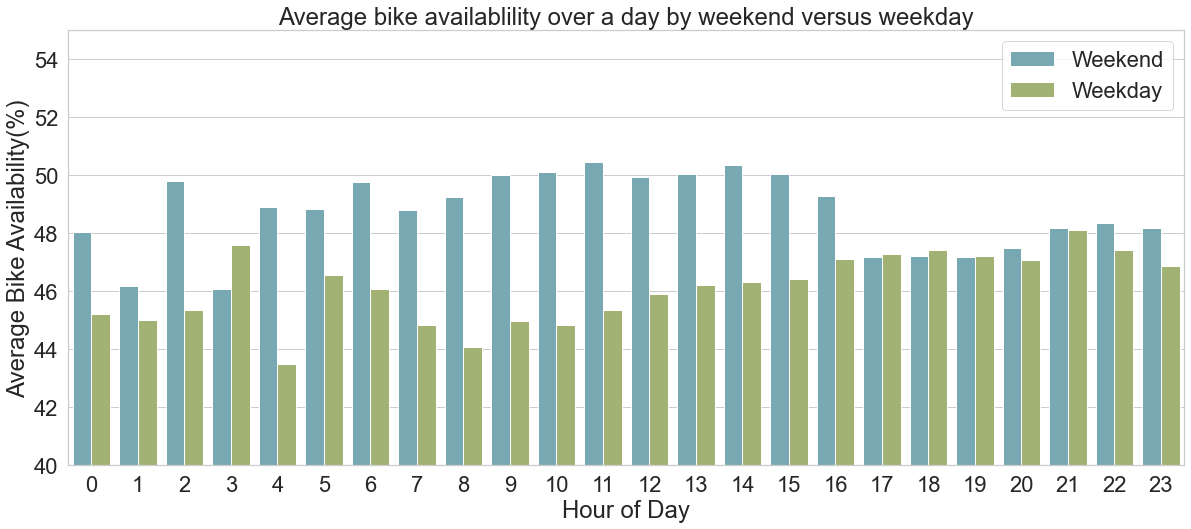 Average bike availablility over a day by weekend versus weekday
Weekend
Weekday
Average Bike Availability(%)
54
52
50
48
46
44
42
40
0 1 2 3 4 5 6 7 8 9 10 11 12 13 14 15 16 17 18 19 20 21 22 23
Hour of Day